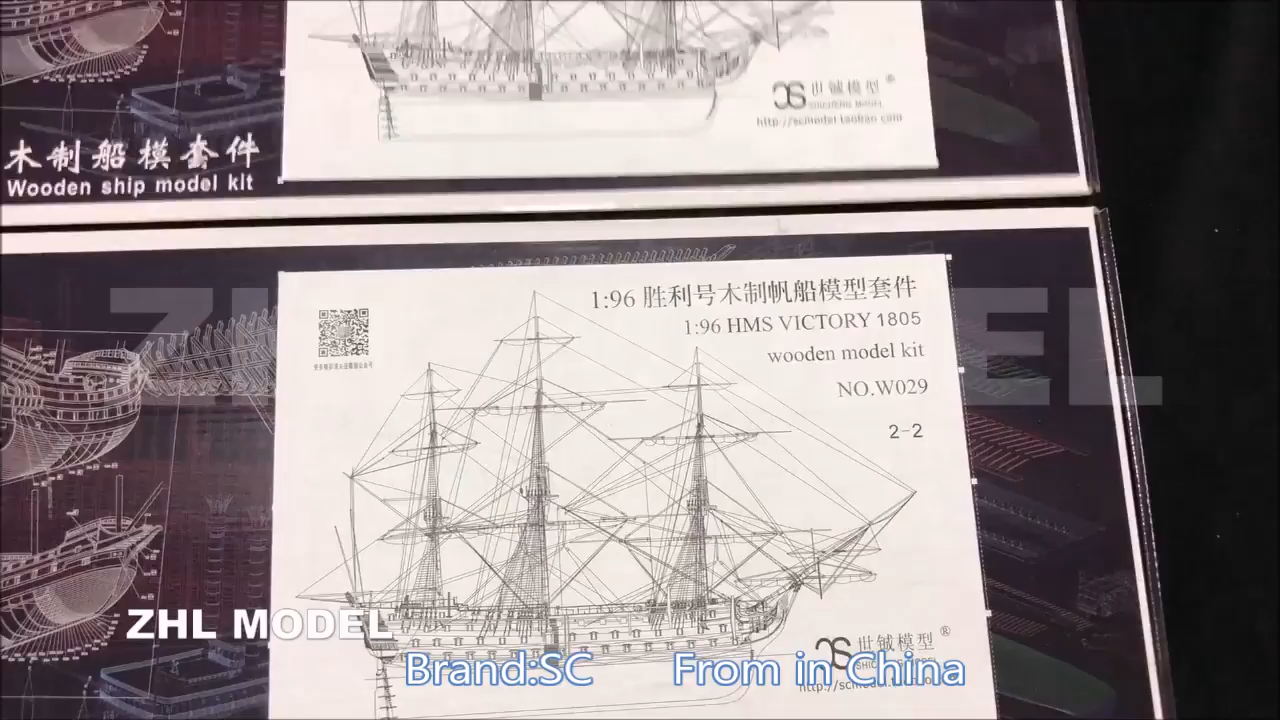 世铖模型®
http://scmodel.taobao.com
木制船模套件
Wooden ship model kit
ZHEL
1:96 胜利号木制帆船模型套件
1:96 HMS VICTORY 1805
wooden model kit
NO.W029
2-2
ZHL MODEL
世铖模型®
Brand:SC From in China